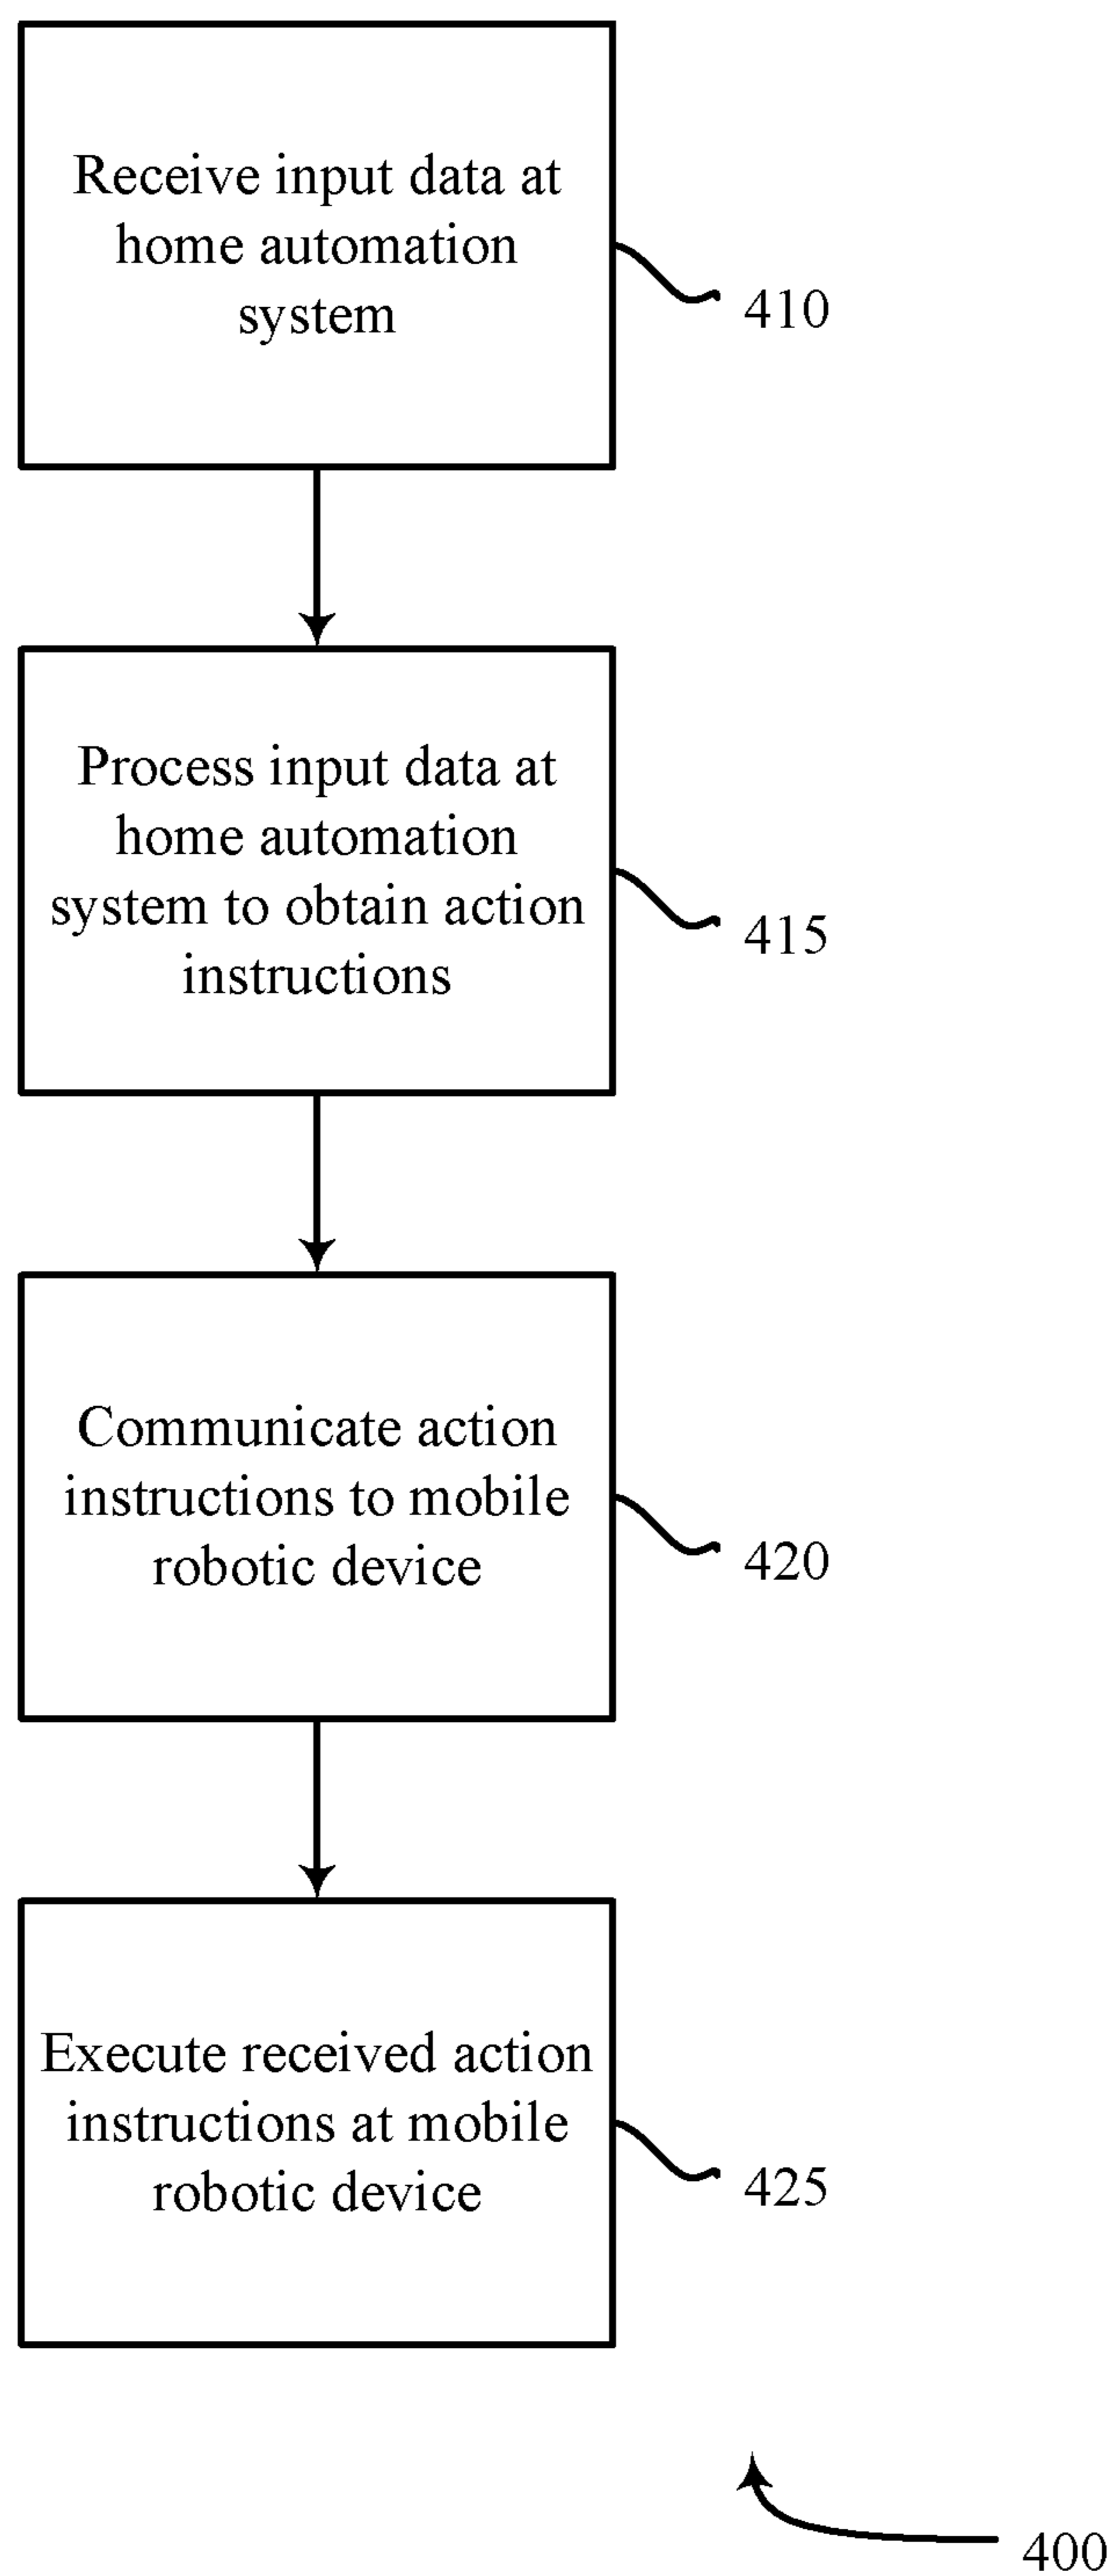 Receive input data at
home automation
system
410
Process input data at
home automation
system to obtain action
instructions
415
Communicate action
instructions to mobile
robotic device
420
Execute received action
instructions at mobile
robotic device
425
400